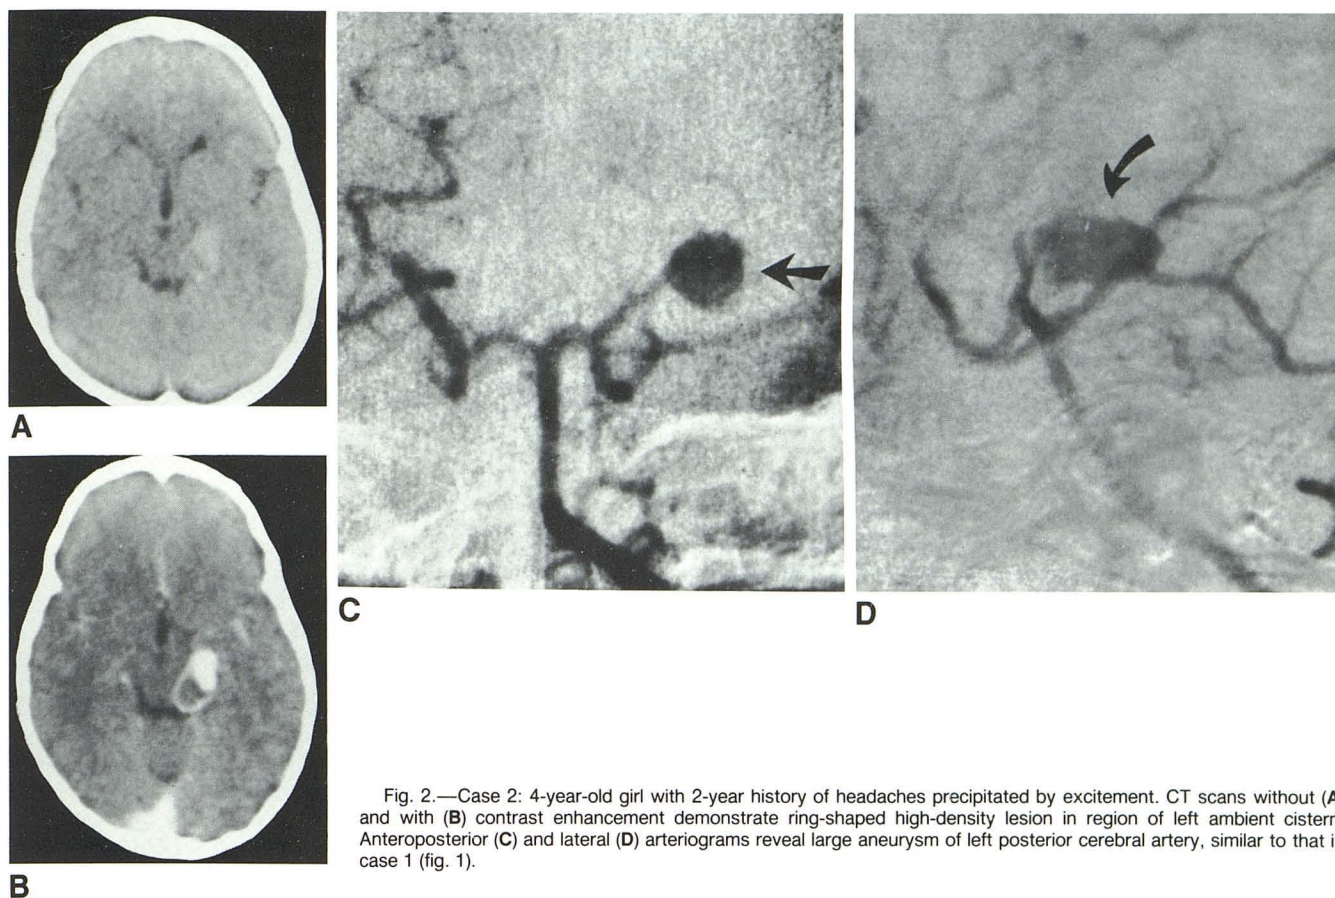 A
B
C
D
Fig. 2.—Case 2: 4-year-old girl with 2-year history of headaches precipitated by excitement. CT scans without (A
and with (B) contrast enhancement demonstrate ring-shaped high-density lesion in region of left ambient cistern
Anteroposterior (C) and lateral (D) arteriograms reveal large aneurysm of left posterior cerebral artery, similar to that i
case 1 (fig. 1).